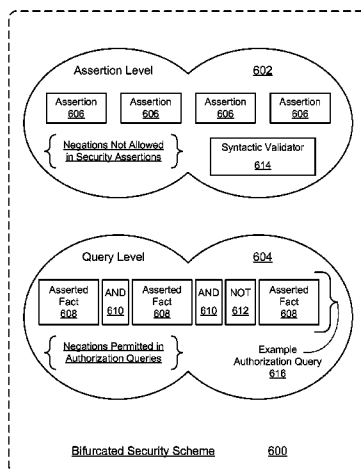 Assertion Level 602
Assertion Assertion Assertion Assertion
606 606 606 606
Negations Not Allowed
in Security Assertions
Syntactic Validator
614
Query Level 604
Asserted Fact 608
AND 610
Asserted Fact 608
AND 610
NOT 612
Asserted Fact 608
Negations Permitted in
Authorization Queries
Example
Authorization Query
616
Bifurcated Security Scheme 600